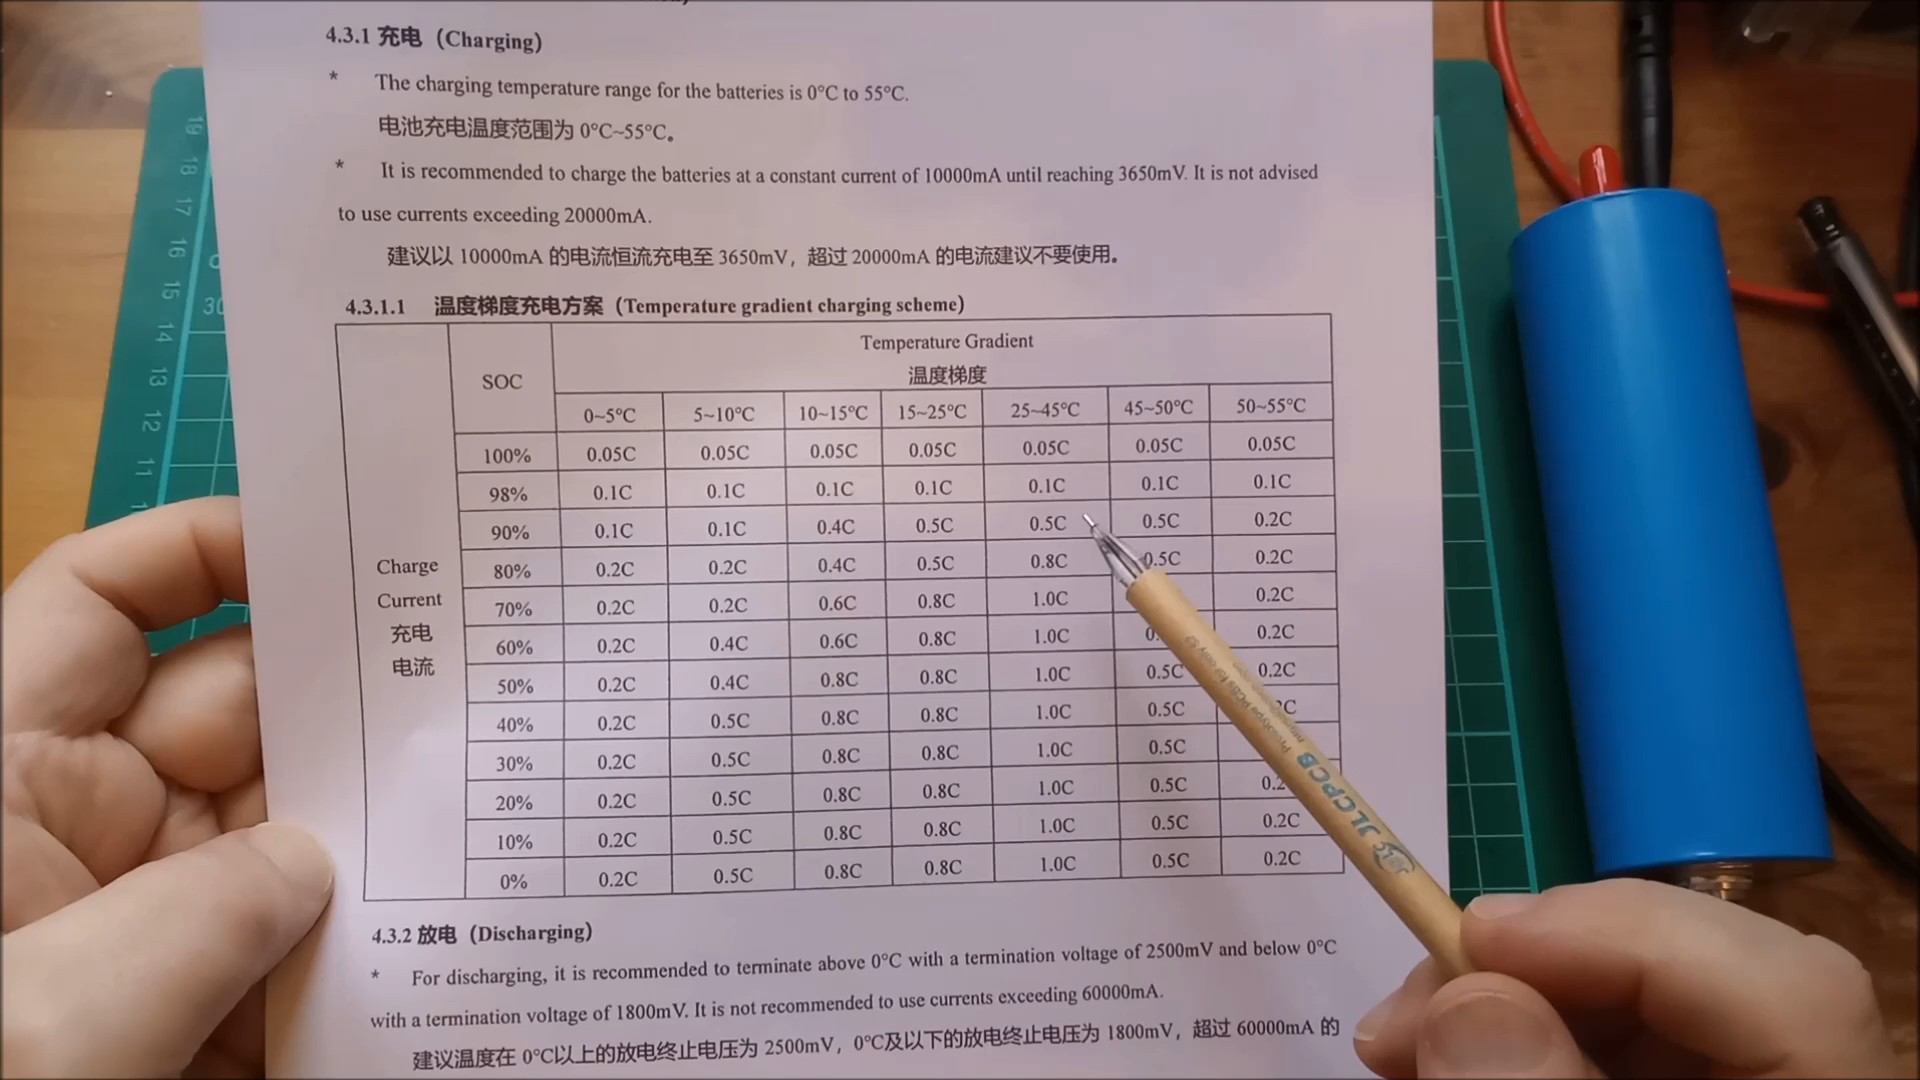 4.3.1 充电（Charging）
* The charging temperature range for the batteries is 0°C to 55°C.
电池充电温度范围为 0°C~55°C。
* It is recommended to charge the batteries at a constant current of 10000mA until reaching 3650mV. It is not advised
to use currents exceeding 20000mA.
建议以 10000mA 的电流恒流充电至 3650mV，超过 20000mA 的电流建议不要使用。
4.3.1.1 温度梯度充电方案（Temperature gradient charging scheme）
Temperature Gradient
温度梯度
SOC
0~5°C 5~10°C 10~15°C 15~25°C 25~45°C 45~50°C 50~55°C
100% 0.05C 0.05C 0.05C 0.05C 0.05C 0.05C 0.05C
98% 0.1C 0.1C 0.1C 0.1C 0.1C 0.1C 0.1C
90% 0.1C 0.1C 0.4C 0.5C 0.5C 0.5C 0.2C
80% 0.2C 0.2C 0.4C 0.5C 0.8C 0.5C 0.2C
70% 0.2C 0.2C 0.6C 0.8C 1.0C 0.2C
60% 0.2C 0.4C 0.6C 0.8C 1.0C 0.2C
50% 0.2C 0.4C 0.8C 0.8C 1.0C 0.5C 0.2C
40% 0.2C 0.5C 0.8C 0.8C 1.0C 0.5C
30% 0.2C 0.5C 0.8C 0.8C 1.0C 0.5C
20% 0.2C 0.5C 0.8C 0.8C 1.0C 0.5C
10% 0.2C 0.5C 0.8C 0.8C 1.0C 0.5C 0.2C
0% 0.2C 0.5C 0.8C 0.8C 1.0C 0.5C 0.2C
Charge
Current
充电
电流
4.3.2 放电（Discharging）
* For discharging, it is recommended to terminate above 0°C with a termination voltage of 2500mV and below 0°C
with a termination voltage of 1800mV. It is not recommended to use currents exceeding 60000mA.
建议温度在 0°C以上的放电终止电压为 2500mV，0°C及以下的放电终止电压为 1800mV，超过 60000mA 的
JLCPCB
19
18
17
16
15
14
13
12
11
30